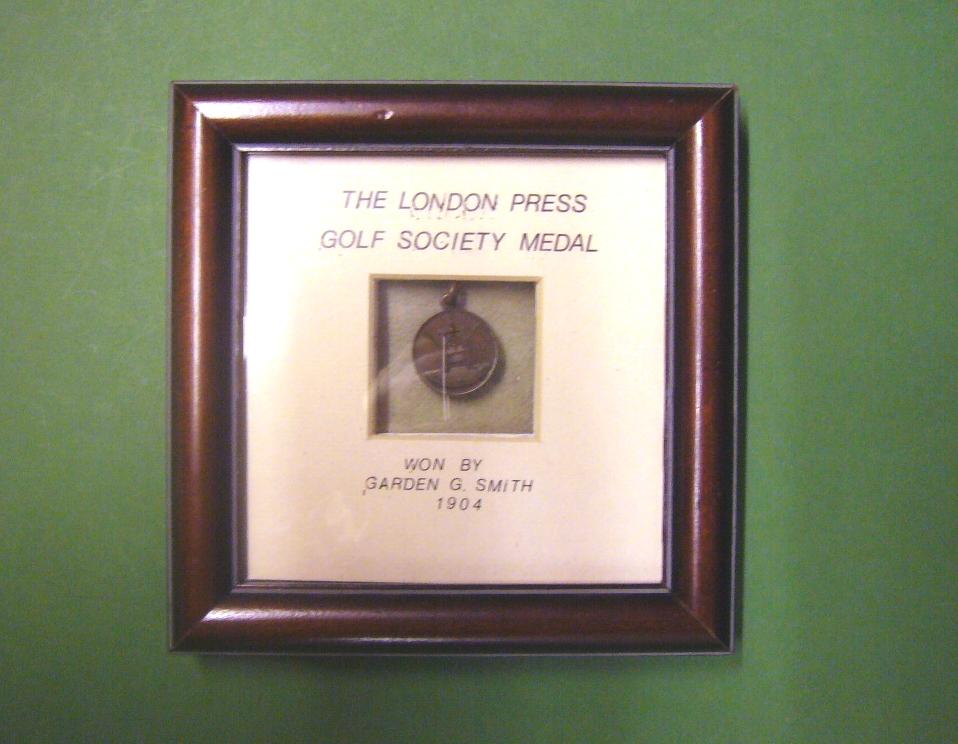 THE LONDON PRESS
GOLF SOCIETY MEDAL
WON BY
GARDEN G. SMITH
1904